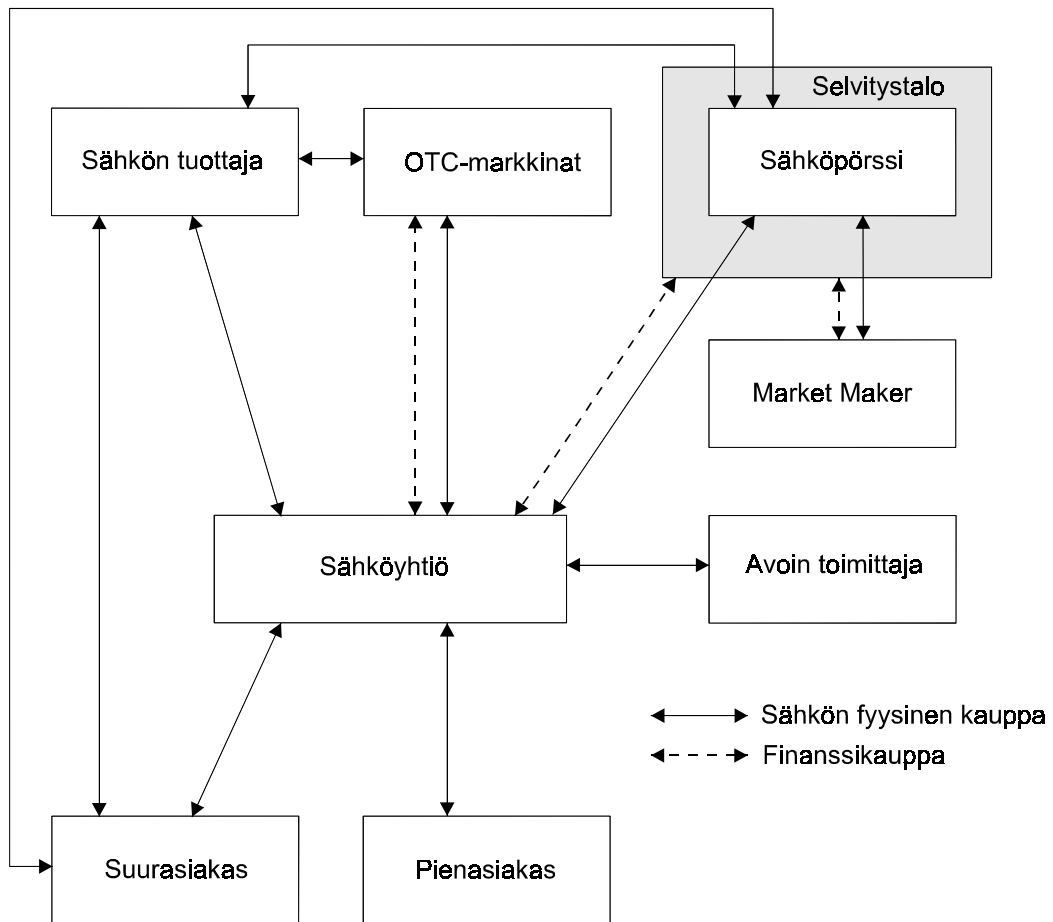 Selvitystalo
Sähkön tuottaja
OTC-markkinat
Sähköpörssi
Market Maker
Sähköyhtiö
Avoin toimittaja
Sähkön fyysinen kauppa
Finanssikauppa
Suurasiakas
Pienasiakas